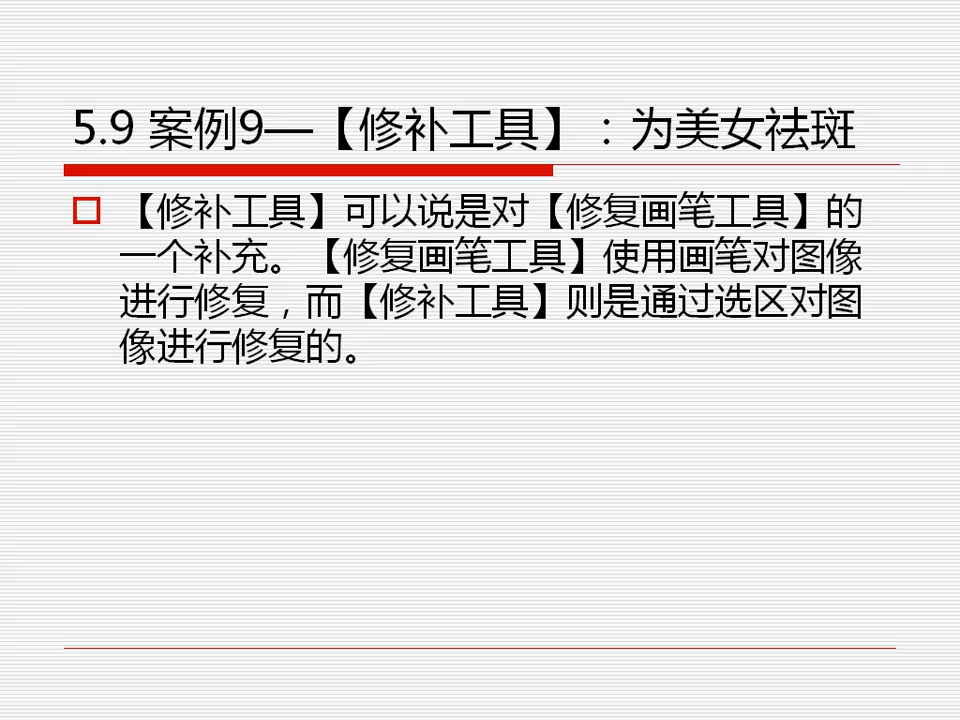 5.9 案例9—【修补工具】：为美女祛斑
【修补工具】可以说是对【修复画笔工具】的
一个补充。【修复画笔工具】使用画笔对图像
进行修复，而【修补工具】则是通过选区对图
像进行修复的。